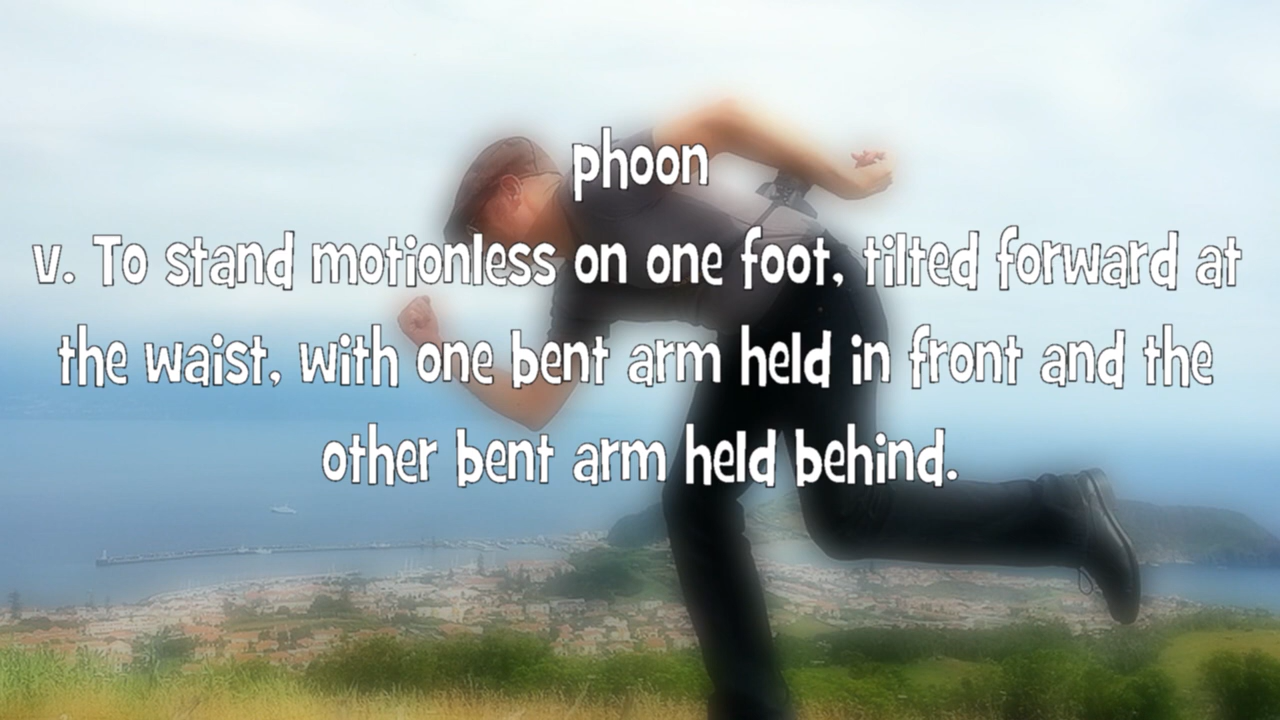 phoon
v. To stand motionless on one foot, tilted forward at
the waist, with one bent arm held in front and the
other bent arm held behind.